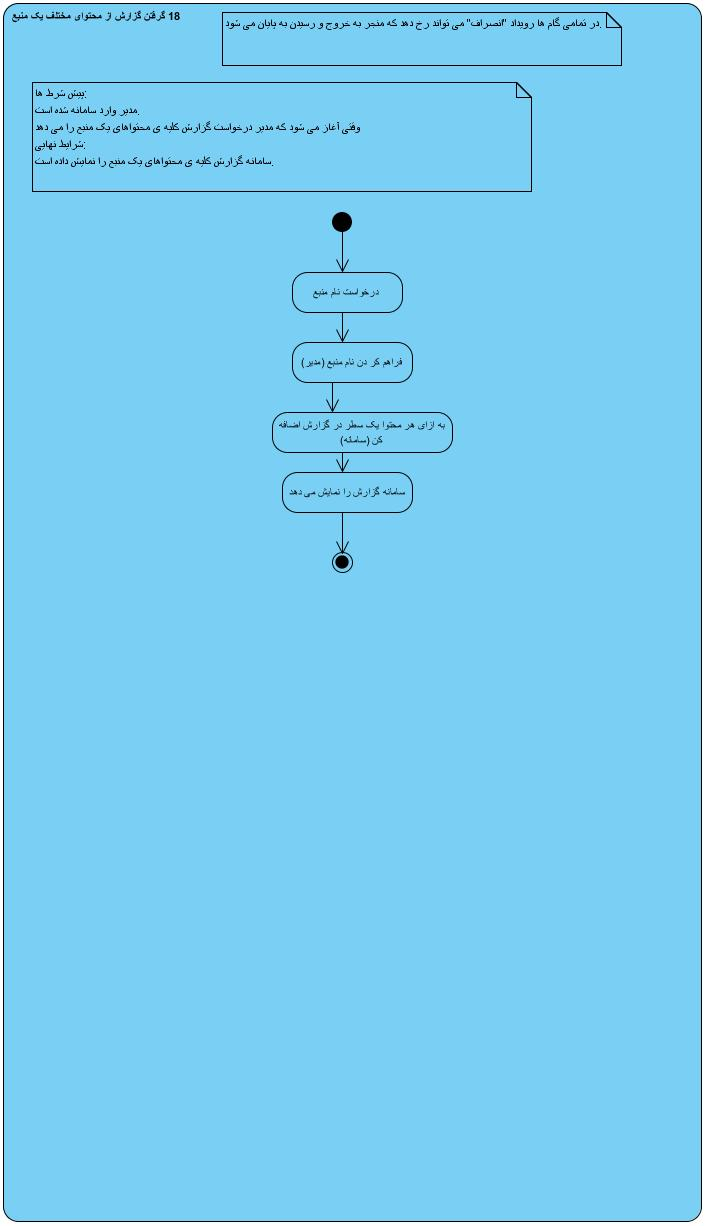 18 گرفتن گزارش از محتوای مختلف یک منبع
در تمامی گام ها رویداد "انصراف" می تواند رخ دهد که منجر به خروج و رسیدن به پایان می شود.
پیش شرط ها:
مدیر وارد سامانه شده است.
وقتی آغاز می شود که مدیر درخواست گزارش کلیه ی محتواهای یک منبع را می دهد
شرایط نهایی:
سامانه گزارش کلیه ی محتواهای یک منبع را نمایش داده است.
درخواست نام منبع
فراهم کردن نام منبع (مدیر)
به ازای هر محتوا یک سطر در گزارش اضافه
کن (سامانه)
سامانه گزارش را نمایش می دهد